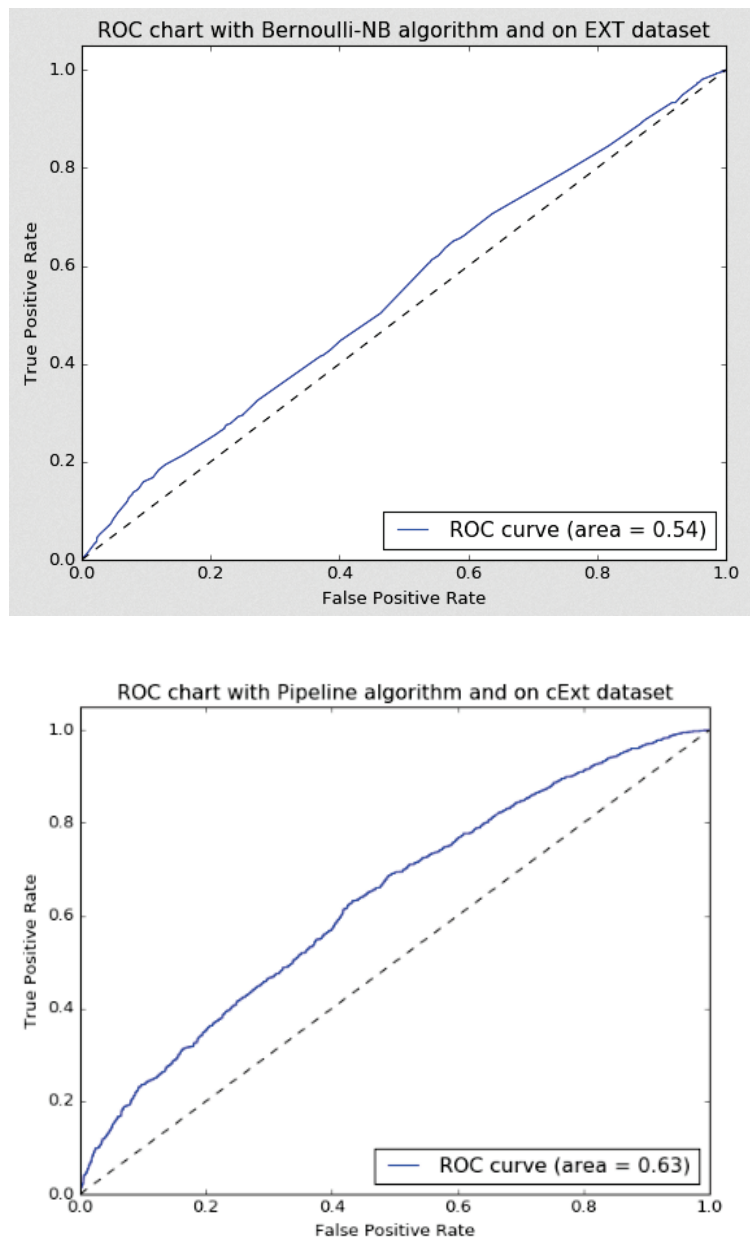 ROC chart with Bernoulli-NB algorithm and on EXT dataset
1.0
0.8
0.6
0.4
0.2
0.0
True Positive Rate
ROC curve (area = 0.54)
0.0 0.2 0.4 0.6 0.8 1.0
False Positive Rate
ROC chart with Pipeline algorithm and on cExt dataset
1.0
0.8
0.6
0.4
0.2
0.0
True Positive Rate
ROC curve (area = 0.63)
0.0 0.2 0.4 0.6 0.8 1.0
False Positive Rate